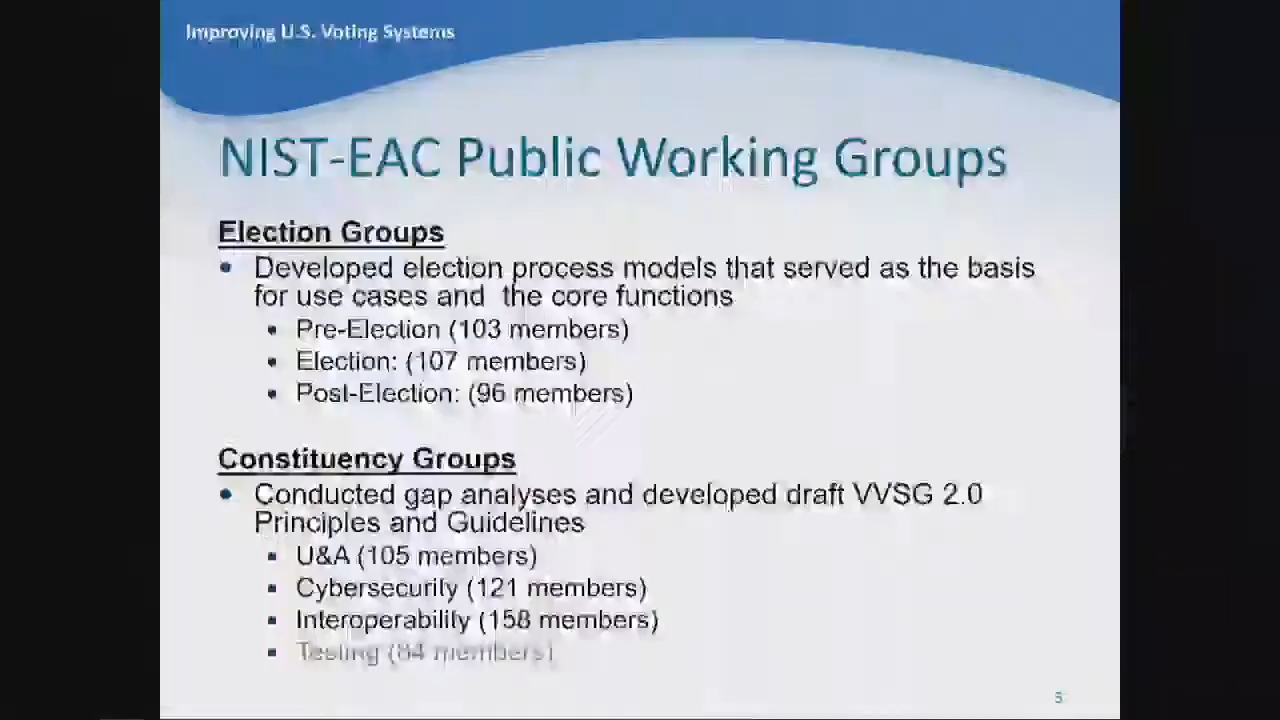 Improving U.S. Voting Systems
NIST-EAC Public Working Groups
Election Groups
• Developed election process models that served as the basis
for use cases and the core functions
▪ Pre-Election (103 members)
▪ Election: (107 members)
▪ Post-Election: (96 members)
Constituency Groups
• Conducted gap analyses and developed draft VVSG 2.0
Principles and Guidelines
▪ U&A (105 members)
▪ Cybersecurity (121 members)
▪ Interoperability (158 members)
▪ Testing (84 members)